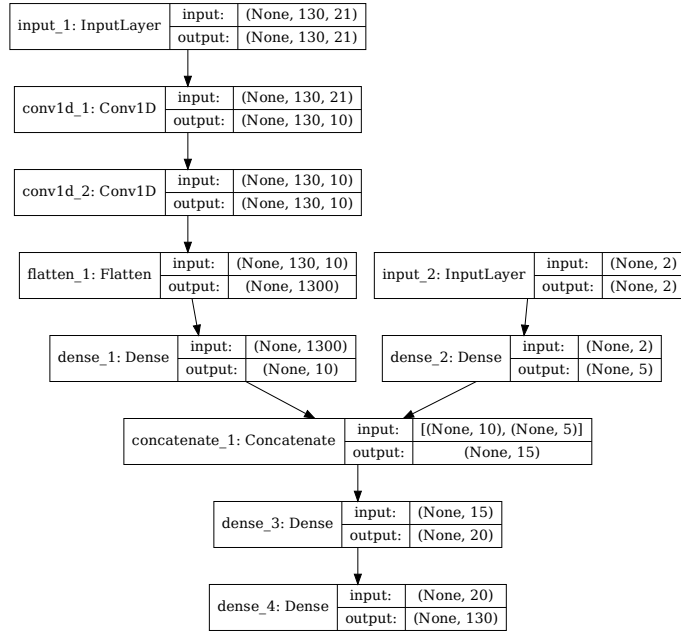 input_1: InputLayer
input: (None, 130, 21)
output: (None, 130, 21)
conv1d_1: Conv1D
input: (None, 130, 21)
output: (None, 130, 10)
conv1d_2: Conv1D
input: (None, 130, 10)
output: (None, 130, 10)
flatten_1: Flatten
input: (None, 130, 10)
output: (None, 1300)
input_2: InputLayer
input: (None, 2)
output: (None, 2)
dense_1: Dense
input: (None, 1300)
output: (None, 10)
dense_2: Dense
input: (None, 2)
output: (None, 5)
concatenate_1: Concatenate
input: [(None, 10), (None, 5)]
output: (None, 15)
dense_3: Dense
input: (None, 15)
output: (None, 20)
dense_4: Dense
input: (None, 20)
output: (None, 130)